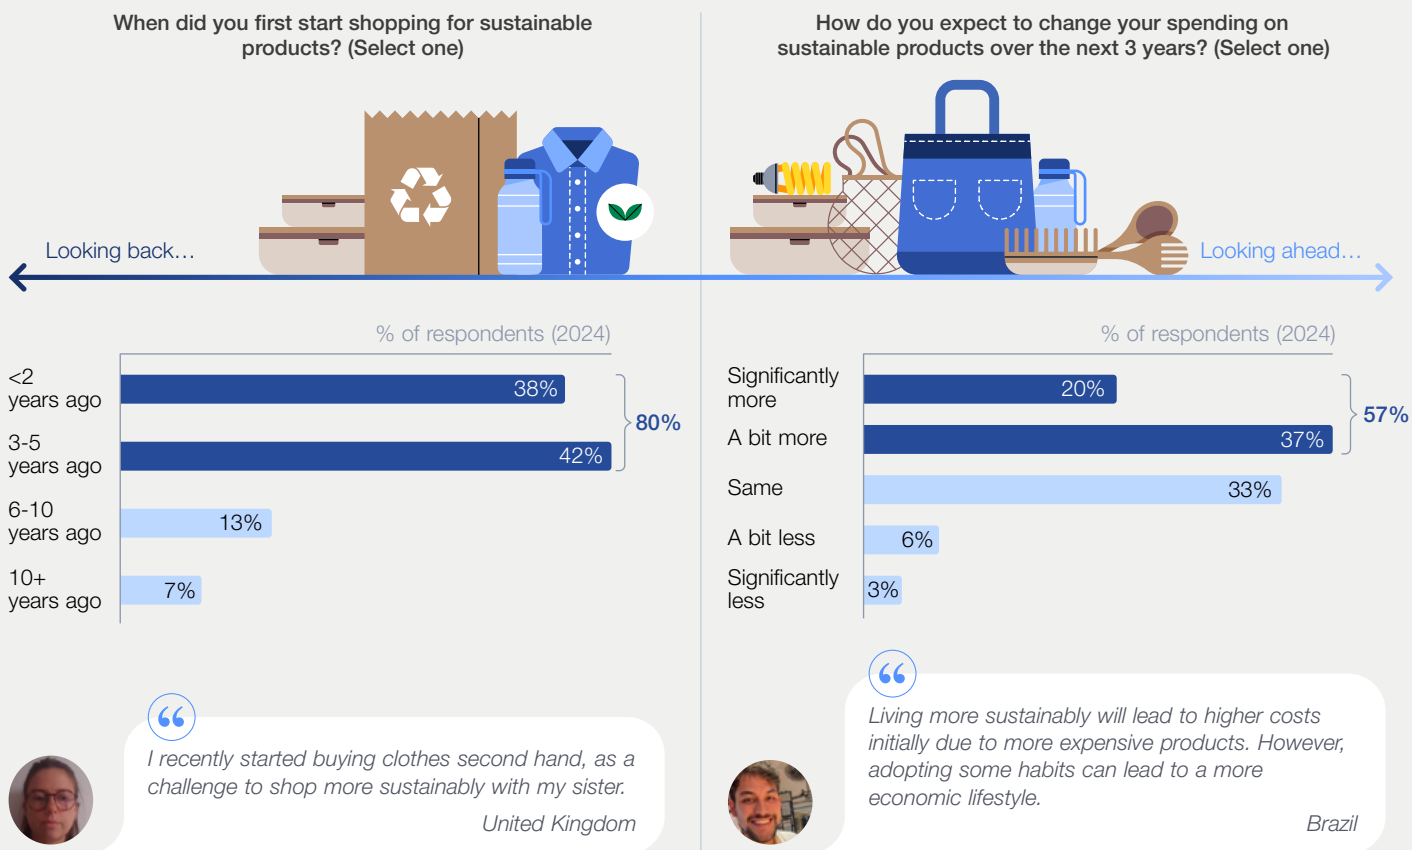 When did you first start shopping for sustainable
products? (Select one)
Looking back…
% of respondents (2024)
<2
years ago
38%
3-5
years ago
42%
80%
6-10
years ago
13%
10+
years ago
7%
“
I recently started buying clothes second hand, as a
challenge to shop more sustainably with my sister.
United Kingdom
How do you expect to change your spending on
sustainable products over the next 3 years? (Select one)
Looking ahead…
% of respondents (2024)
Significantly
more
20%
A bit more
37%
57%
Same
33%
A bit less
6%
Significantly
less
3%
“
Living more sustainably will lead to higher costs
initially due to more expensive products. However,
adopting some habits can lead to a more
economic lifestyle.
Brazil